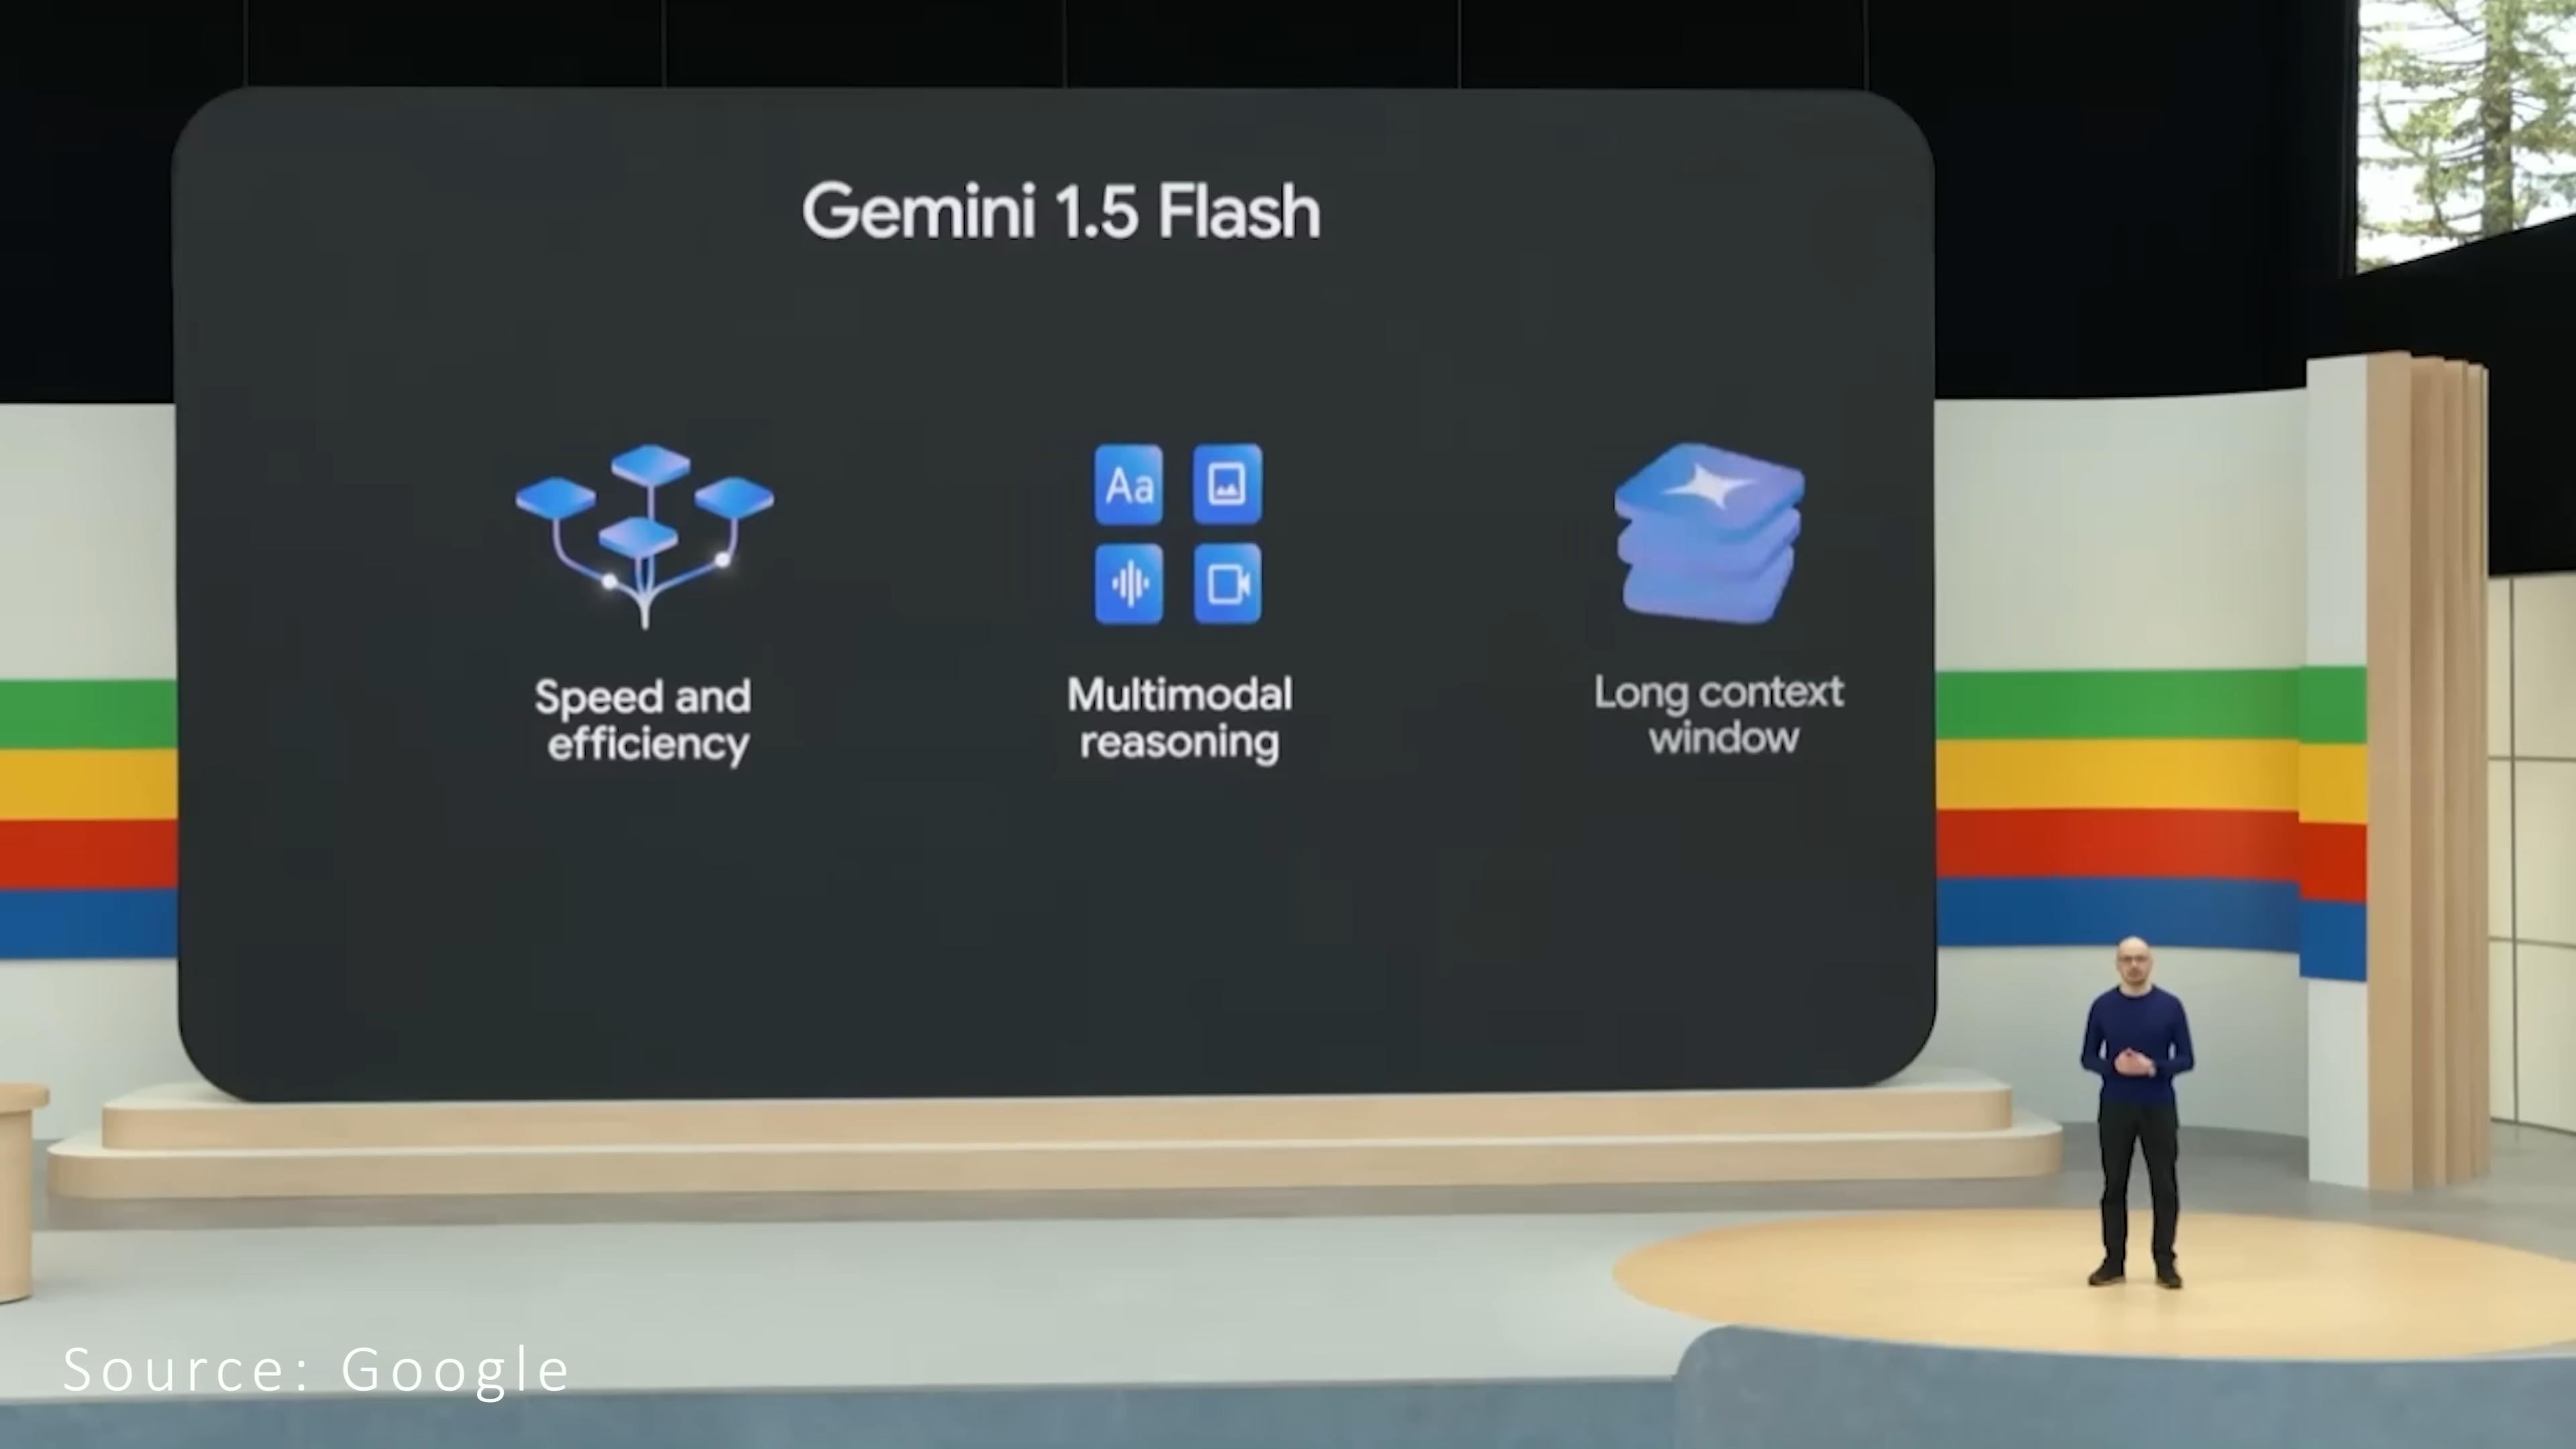 Gemini 1.5 Flash
Aa
Speed and
efficiency
Multimodal
reasoning
Long context
window
Source: Google